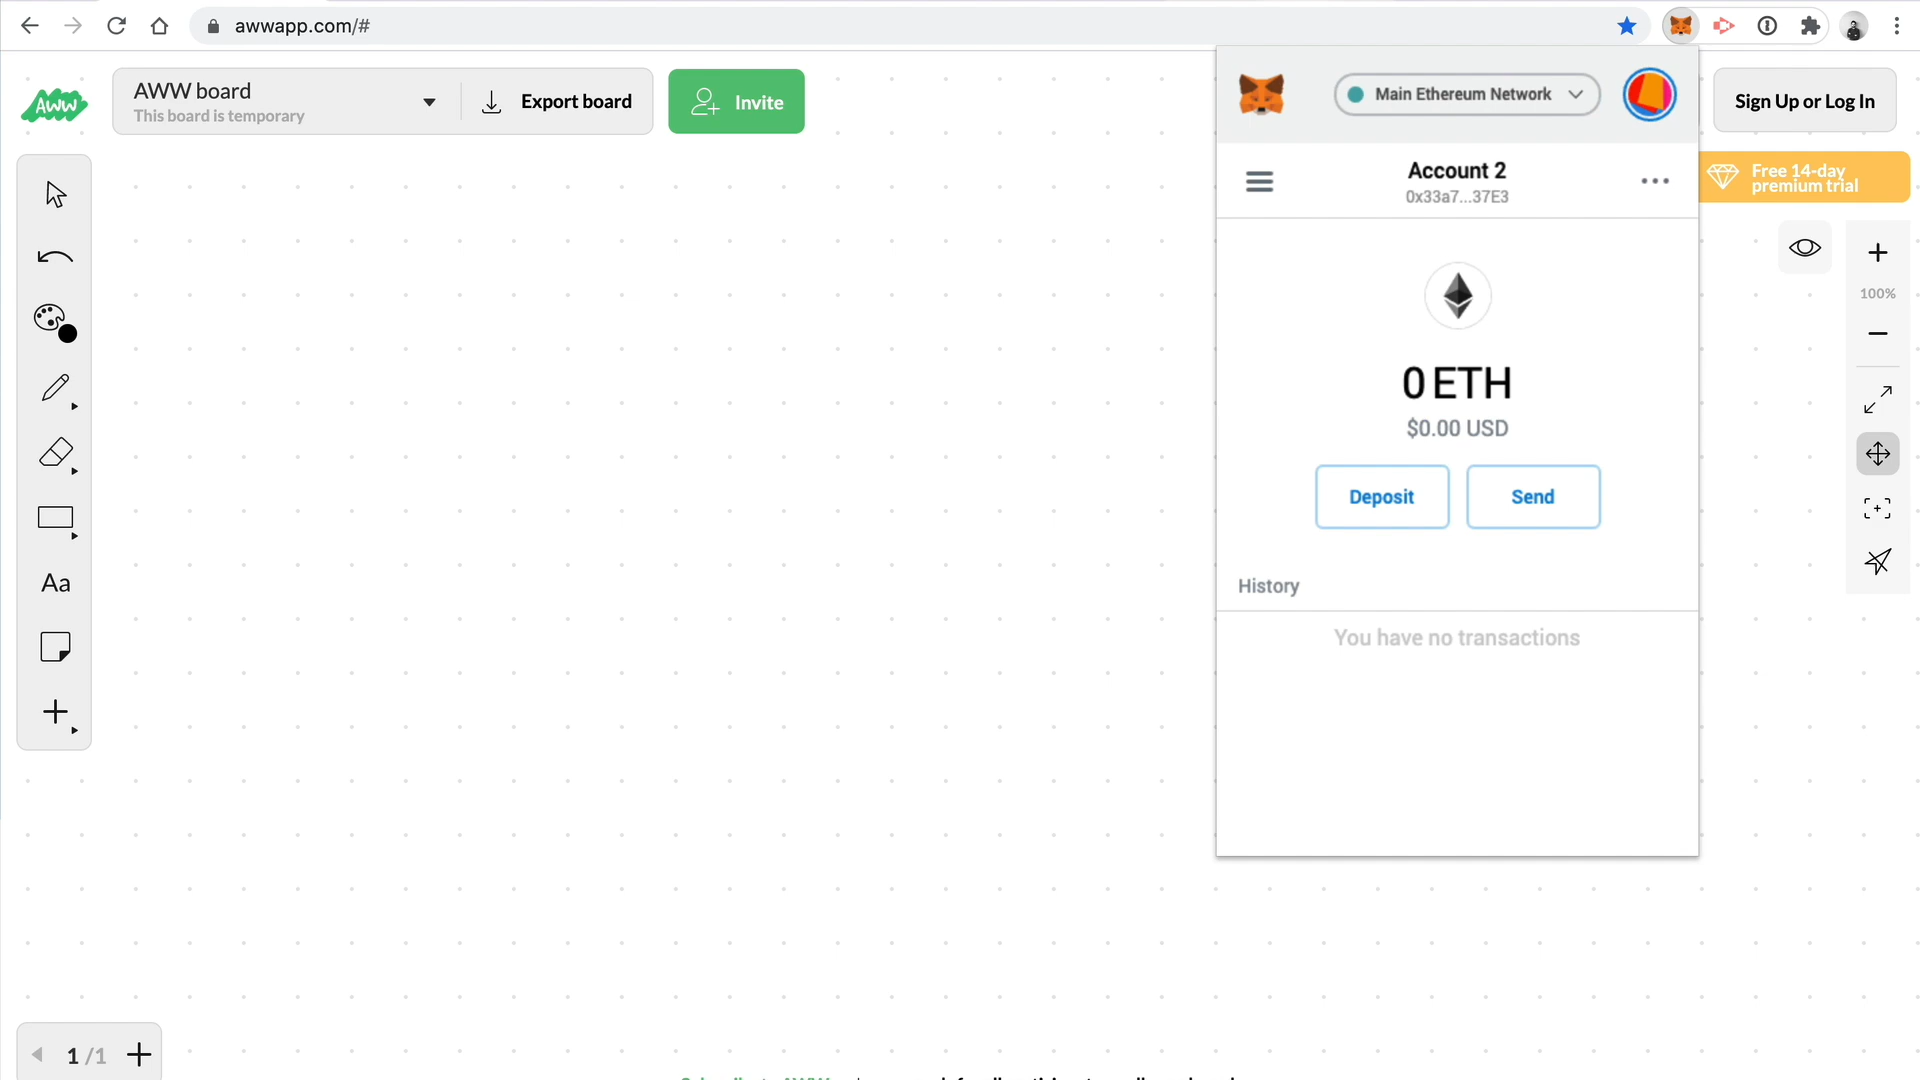 awwapp.com/#
AWW
AWW board
This board is temporary
Export board
Invite
Main Ethereum Network
Sign Up or Log In
Account 2
0x33a7...37E3
Free 14-day
premium trial
100%
0 ETH
$0.00 USD
Deposit
Send
History
You have no transactions
Aa
1 /1